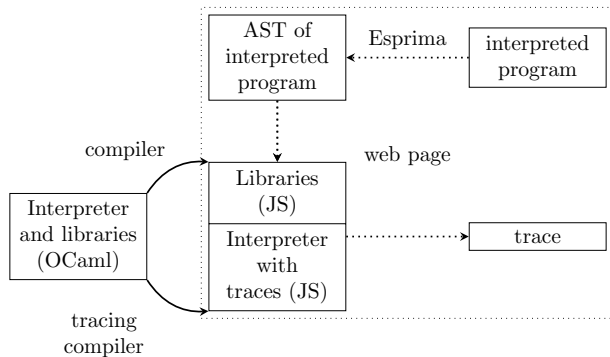 AST of
interpreted
program
Esprima
interpreted
program
compiler
web page
Interpreter
and libraries
(OCaml)
Libraries
(JS)
Interpreter
with
traces (JS)
trace
tracing
compiler